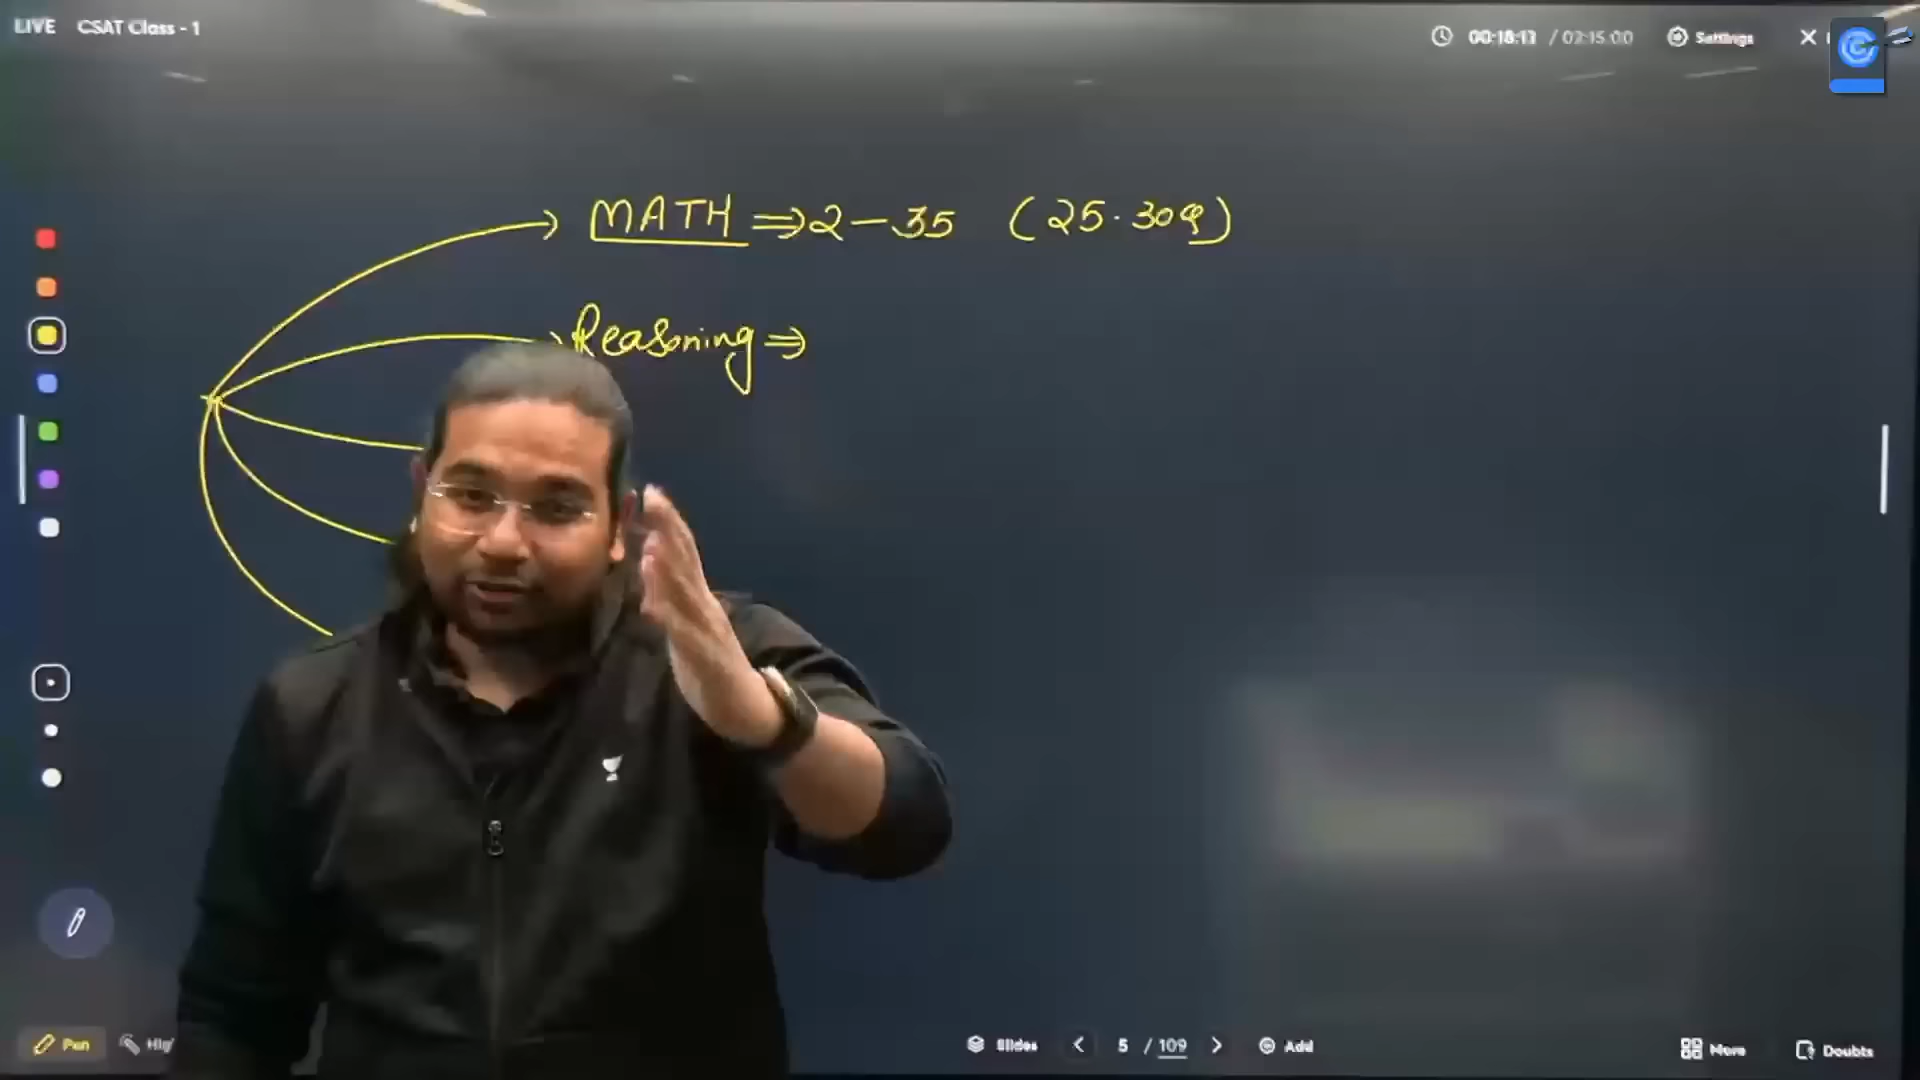 LIVE CSAT Class - 1 00:18:13 / 02:15:00 Settings
MATH ⇒ 2 - 35 (25-30Q)
Reasoning ⇒
Pen Slides < 5 / 109 > Add More Doubts